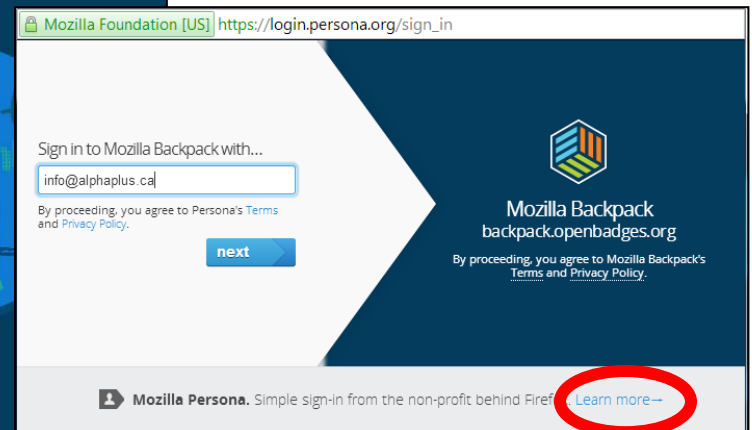 Mozilla Foundation [US] https://login.persona.org/sign_in
Sign in to Mozilla Backpack with...
info@alphaplus.ca
By proceeding, you agree to Persona's Terms
and Privacy Policy.
next
Mozilla Backpack
backpack.openbadges.org
By proceeding, you agree to Mozilla Backpack's
Terms and Privacy Policy.
Mozilla Persona. Simple sign-in from the non-profit behind Firef Learn more→